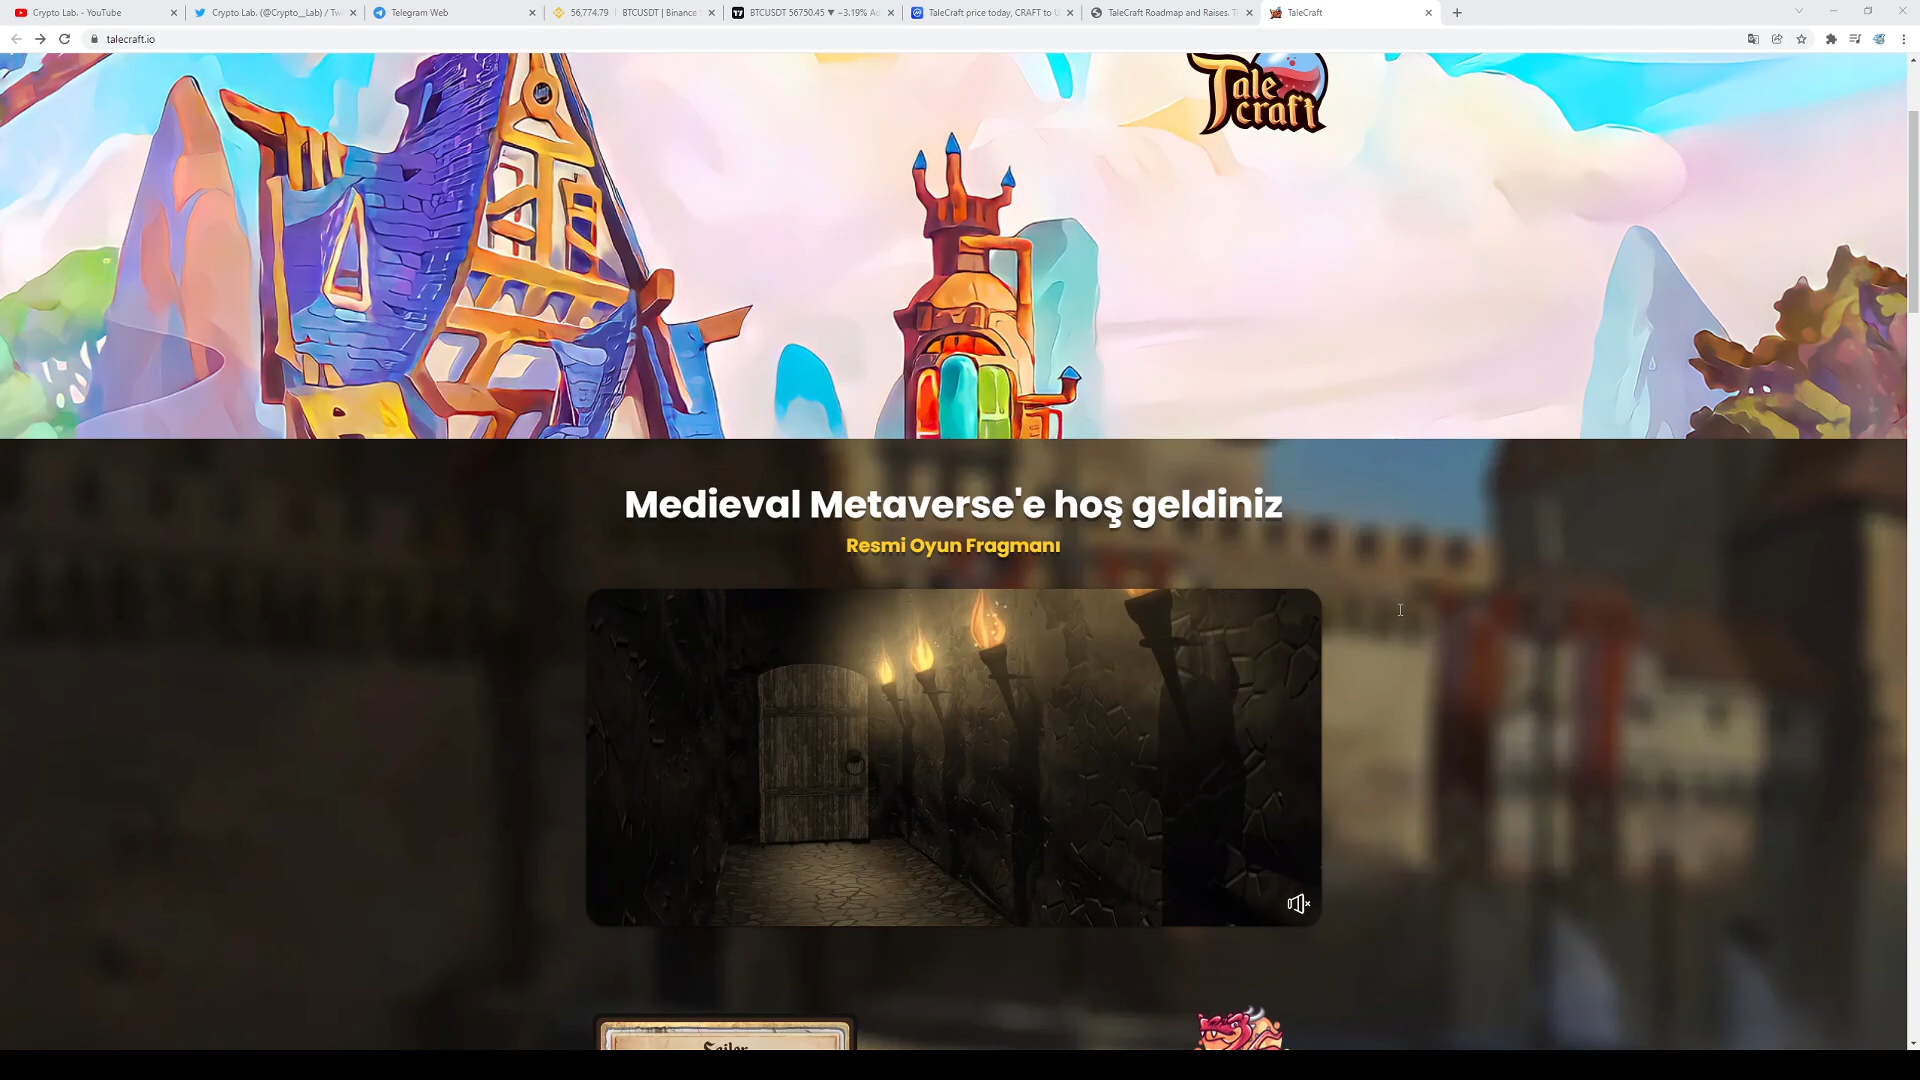 Crypto Lab. - YouTube
Crypto Lab. (@Crypto__Lab) / Tw
Telegram Web
56,774.79 | BTCUSDT | Binance
BTCUSDT 56750.45 ▼ −3.19%
TaleCraft price today, CRAFT to U
TaleCraft Roadmap and Raises. T
TaleCraft
talecraft.io
Tale
craft
Medieval Metaverse'e hoş geldiniz
Resmi Oyun Fragmanı